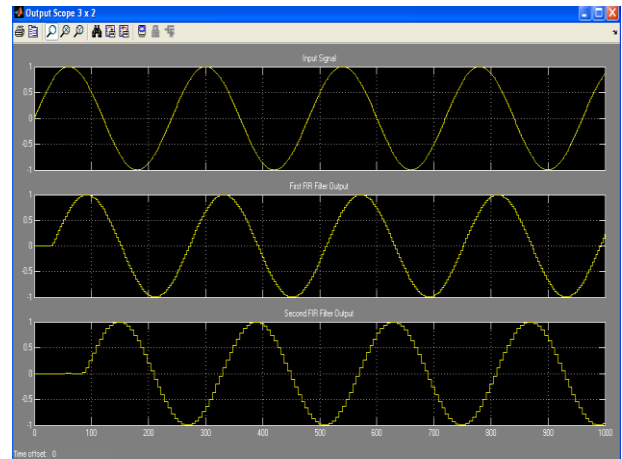 Output Scope 3 x 2
Input Signal
1
0.5
0
-0.5
-1
First FIR Filter Output
1
0.5
0
-0.5
-1
Second FIR Filter Output
1
0.5
0
-0.5
-1
0 100 200 300 400 500 600 700 800 900 1000
Time offset: 0